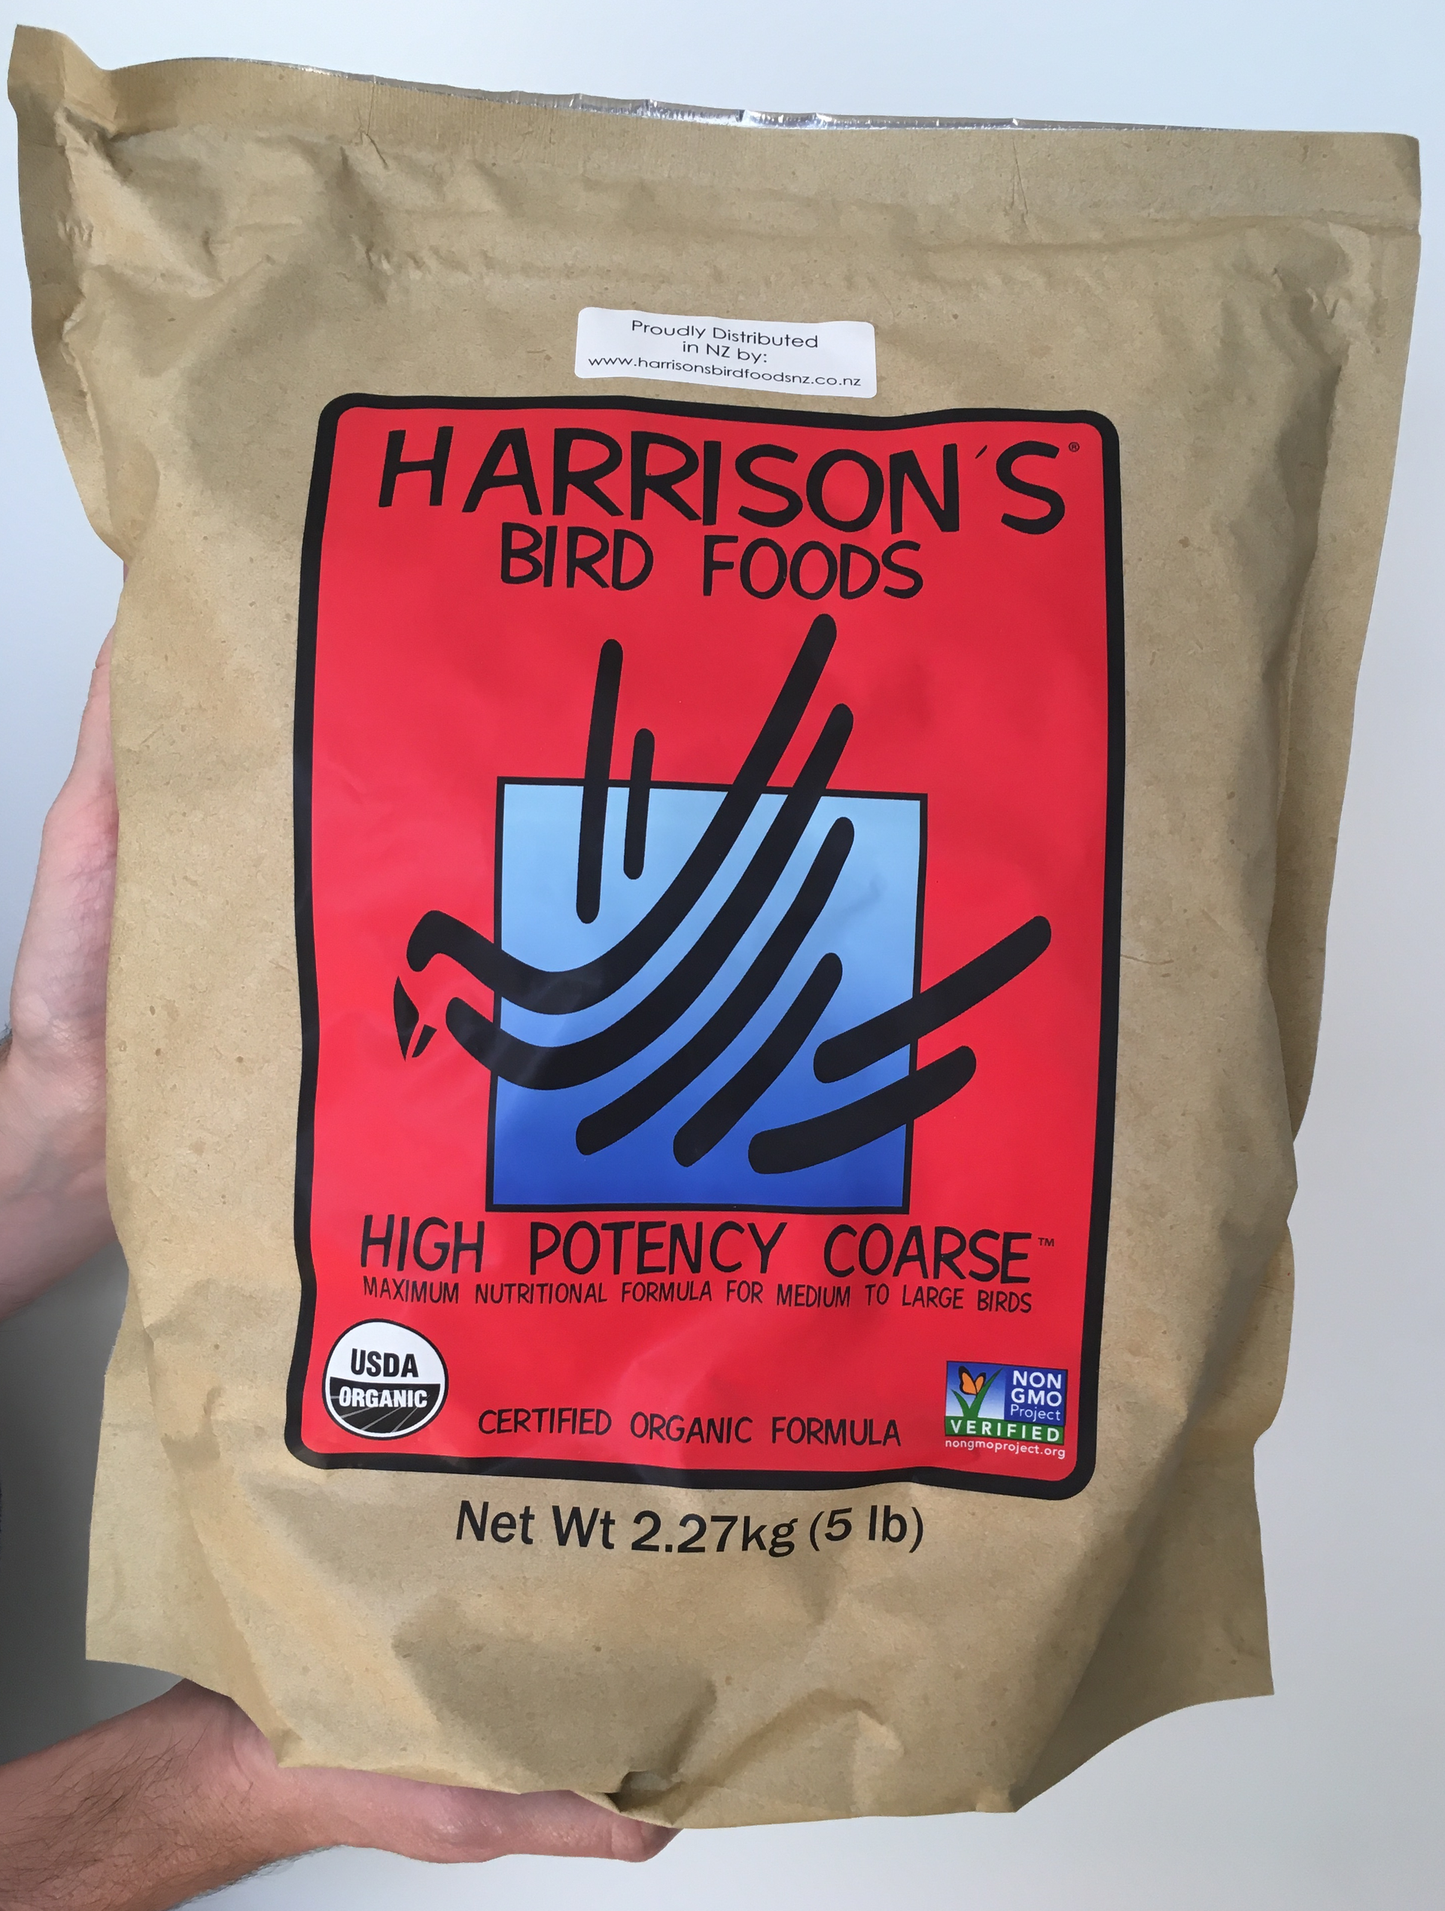 Proudly Distributed
in NZ by:
www.harrisonsbirdfoodsnz.co.nz
HARRISON'S®
BIRD FOODS
HIGH POTENCY COARSE™
MAXIMUM NUTRITIONAL FORMULA FOR MEDIUM TO LARGE BIRDS
USDA
ORGANIC
CERTIFIED ORGANIC FORMULA
NON
GMO
Project
VERIFIED
nongmoproject.org
Net Wt 2.27kg (5 lb)